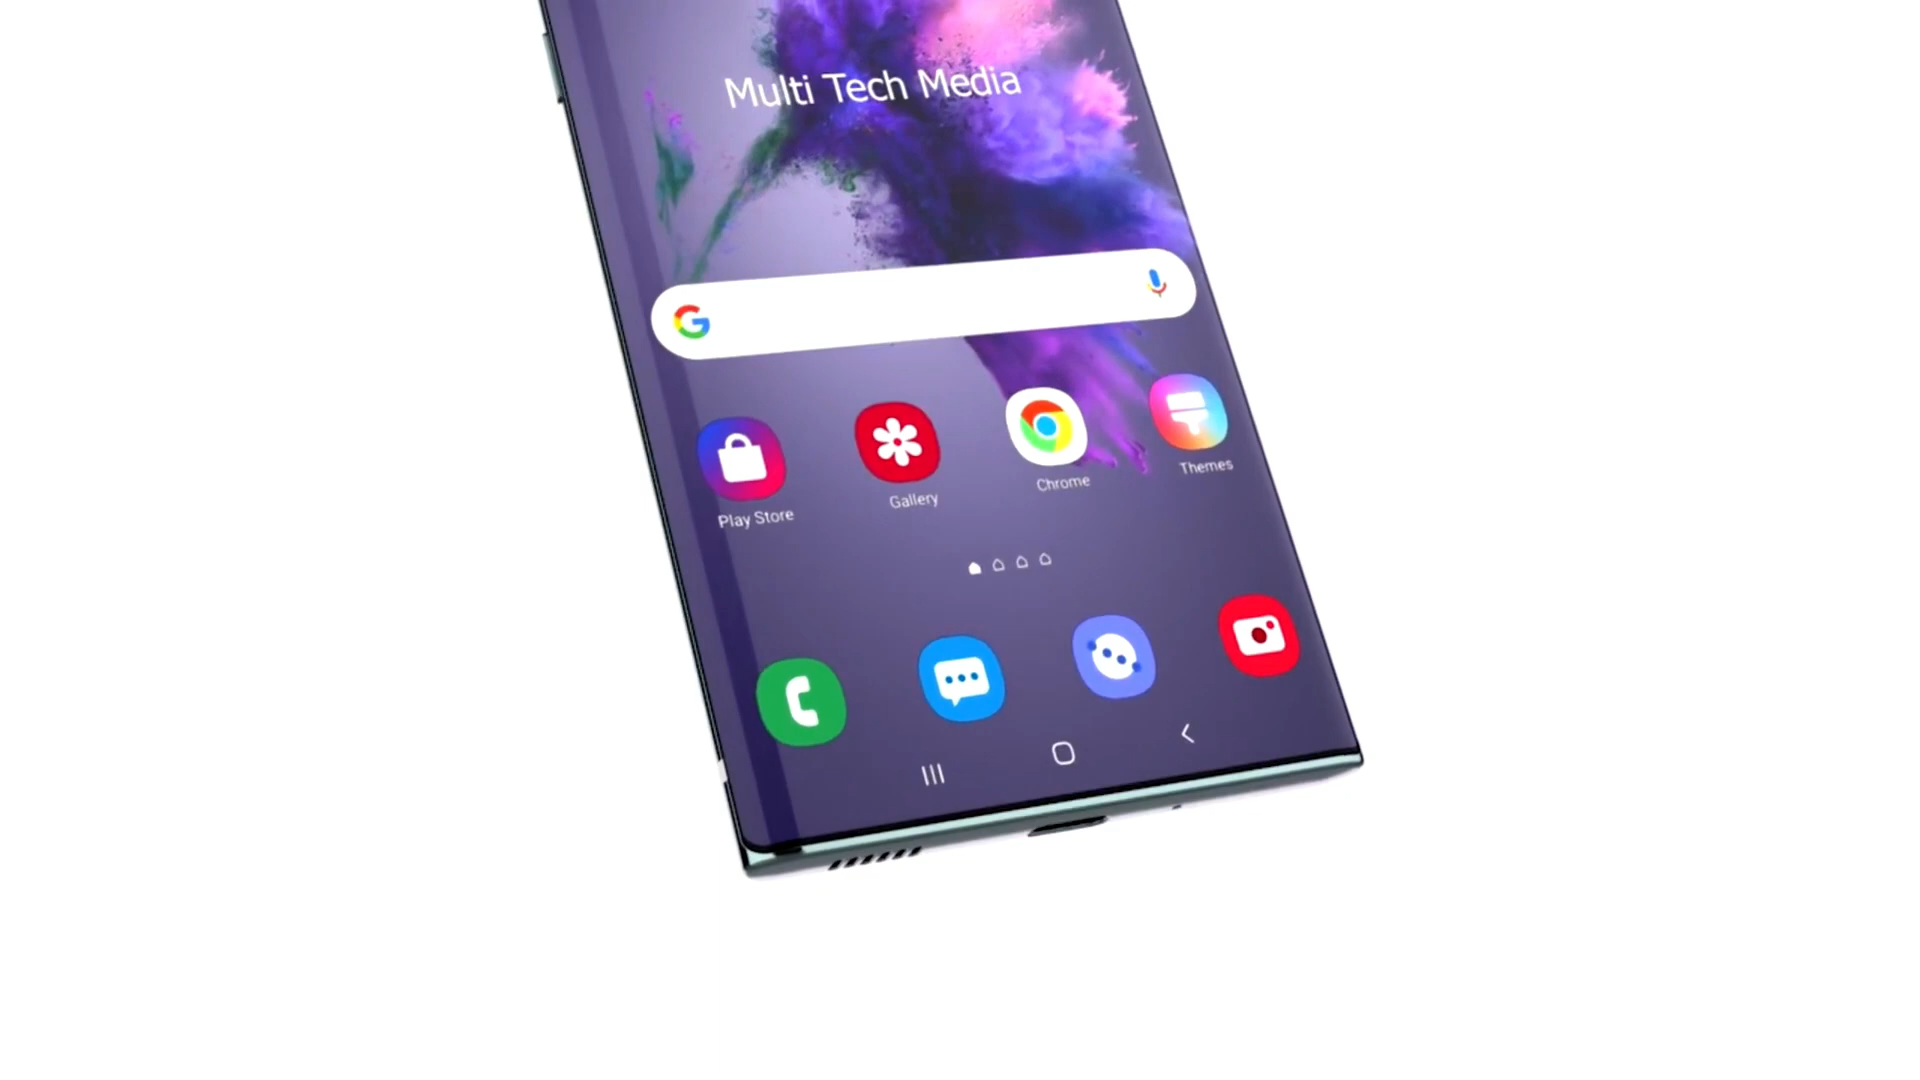 Multi Tech Media
G
Play Store
Gallery
Chrome
Themes